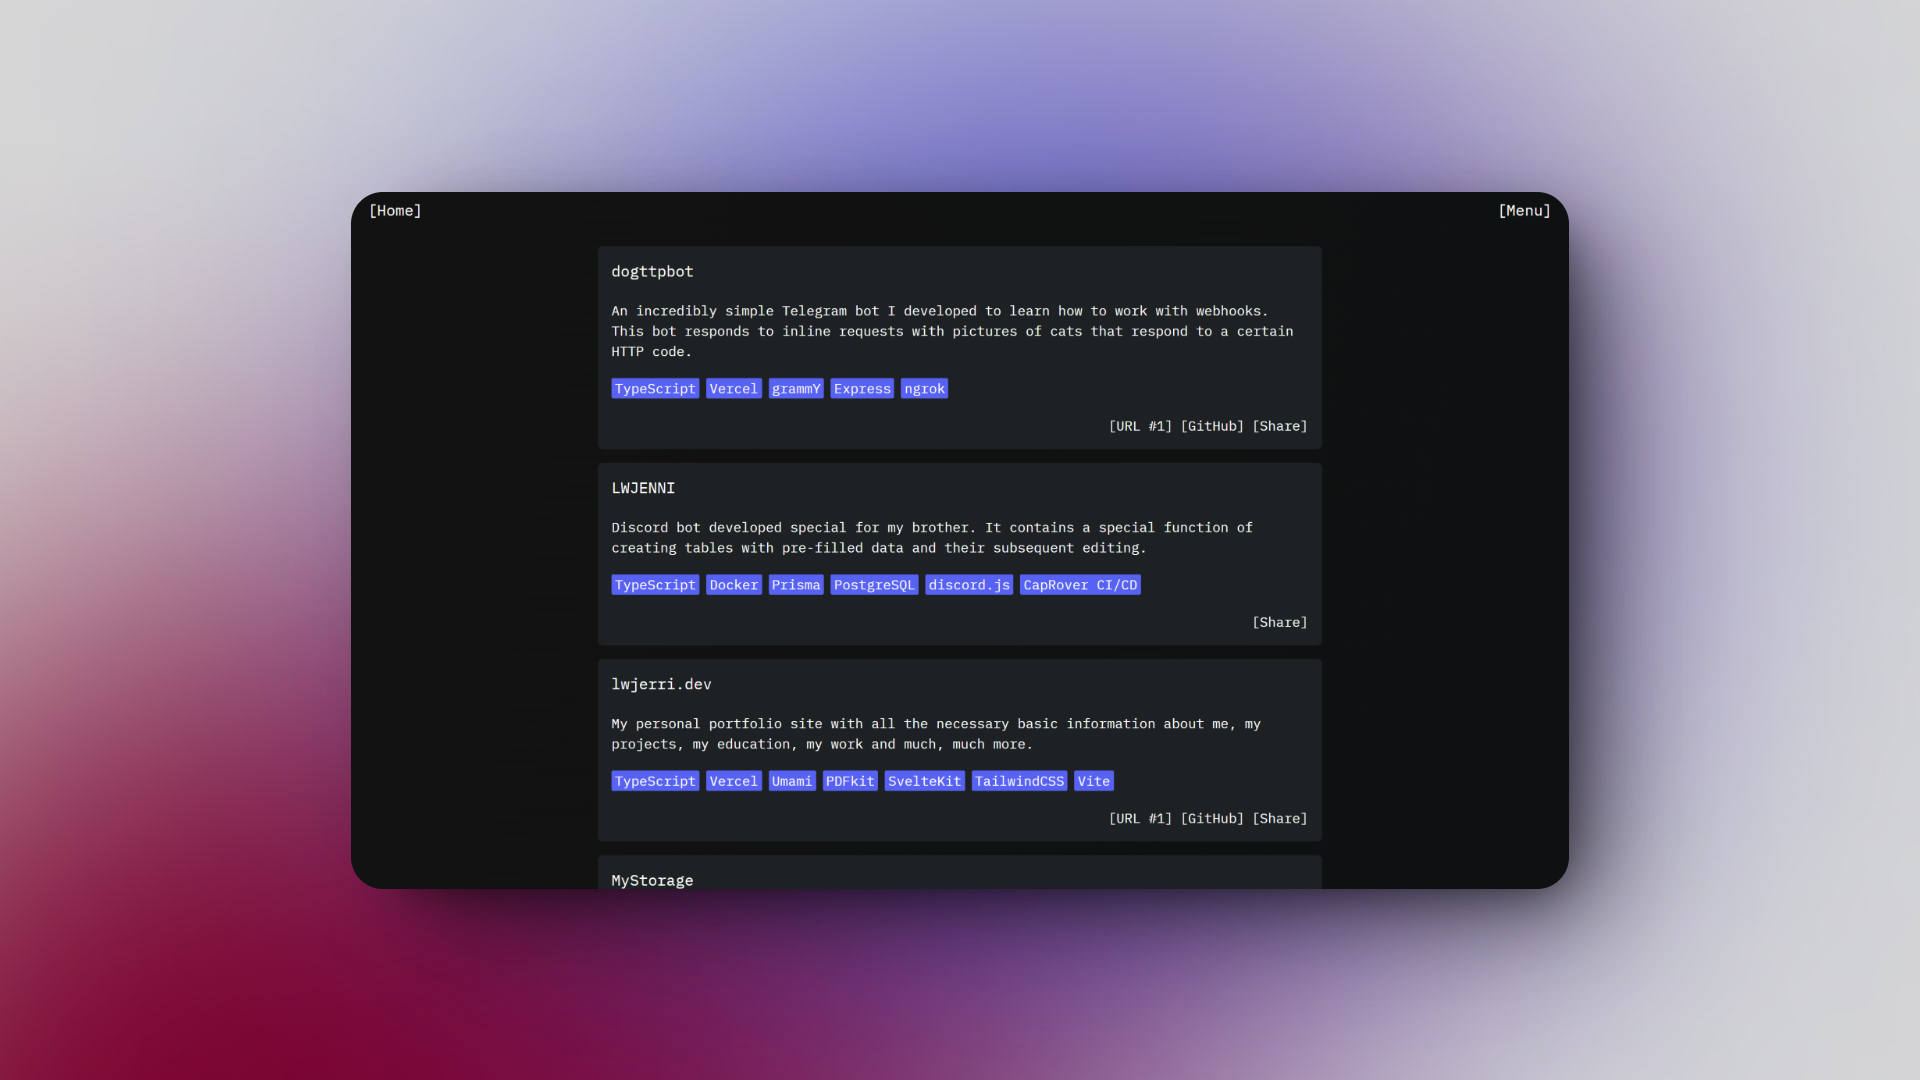 [Home] [Menu]
dogttpbot
An incredibly simple Telegram bot I developed to learn how to work with webhooks.
This bot responds to inline requests with pictures of cats that respond to a certain
HTTP code.
TypeScript Vercel grammY Express ngrok
[URL #1] [GitHub] [Share]
LWJENNI
Discord bot developed special for my brother. It contains a special function of
creating tables with pre-filled data and their subsequent editing.
TypeScript Docker Prisma PostgreSQL discord.js CapRover CI/CD
[Share]
lwjerri.dev
My personal portfolio site with all the necessary basic information about me, my
projects, my education, my work and much, much more.
TypeScript Vercel Umami PDFkit SvelteKit TailwindCSS Vite
[URL #1] [GitHub] [Share]
MyStorage